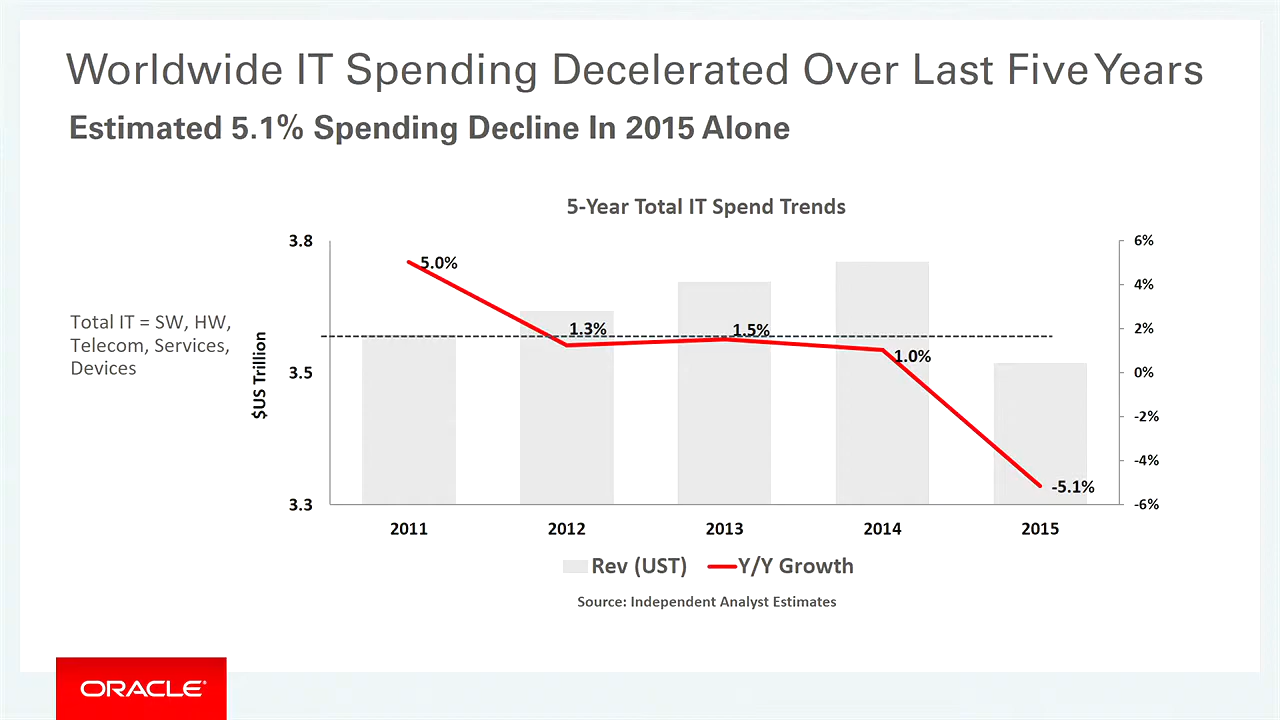 Worldwide IT Spending Decelerated Over Last Five Years
Estimated 5.1% Spending Decline In 2015 Alone
5-Year Total IT Spend Trends
Total IT = SW, HW,
Telecom, Services,
Devices
$US Trillion
3.8
3.5
3.3
5.0%
1.3%
1.5%
1.0%
-5.1%
6%
4%
2%
0%
-2%
-4%
-6%
2011 2012 2013 2014 2015
Rev (UST) Y/Y Growth
Source: Independent Analyst Estimates
ORACLE®